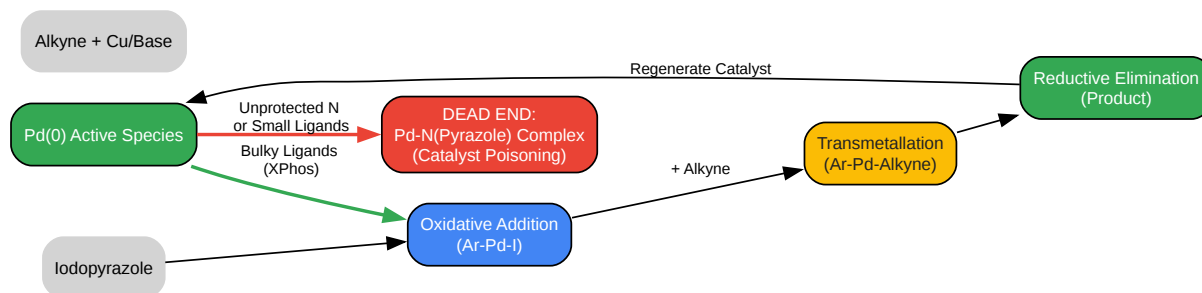 Alkyne + Cu/Base
Regenerate Catalyst
Reductive Elimination
(Product)
Pd(0) Active Species
Unprotected N
or Small Ligands
DEAD END:
Pd-N(Pyrazole) Complex
(Catalyst Poisoning)
Bulky Ligands
(XPhos)
Transmetallation
(Ar-Pd-Alkyne)
+ Alkyne
Oxidative Addition
(Ar-Pd-I)
Iodopyrazole